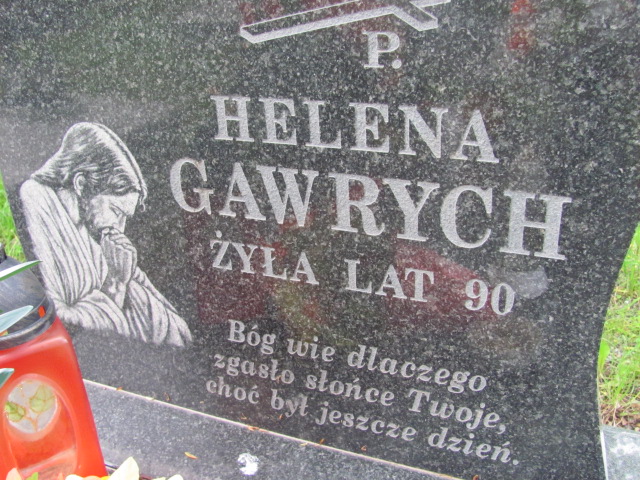 P.
HELENA
GAWRYCH
ŻYŁA LAT 90
Bóg wie dlaczego
zgasło słońce Twoje,
choć był jeszcze dzień.